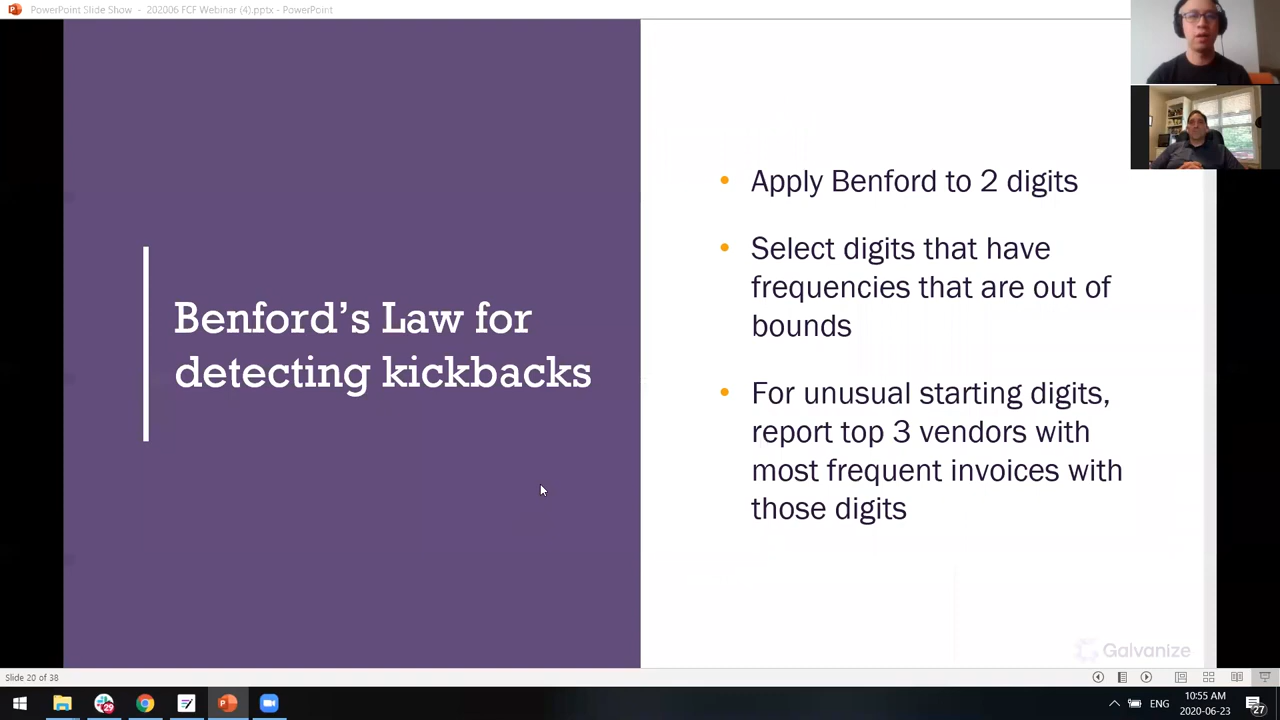 PowerPoint Slide Show - 202006 FCF Webinar (4).pptx - PowerPoint
Benford's Law for
detecting kickbacks
• Apply Benford to 2 digits
• Select digits that have
frequencies that are out of
bounds
• For unusual starting digits,
report top 3 vendors with
most frequent invoices with
those digits
Galvanize
Slide 20 of 38
29
ENG
10:55 AM
2020-06-23
27